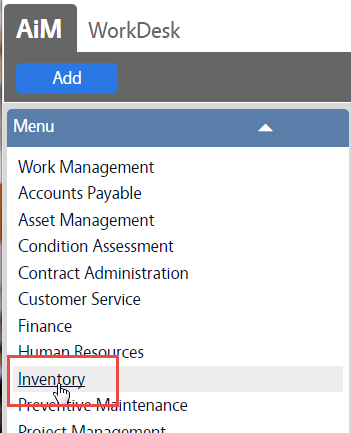 AiM WorkDesk
Add
Menu
Work Management
Accounts Payable
Asset Management
Condition Assessment
Contract Administration
Customer Service
Finance
Human Resources
Inventory
Preventive Maintenance
Project Management